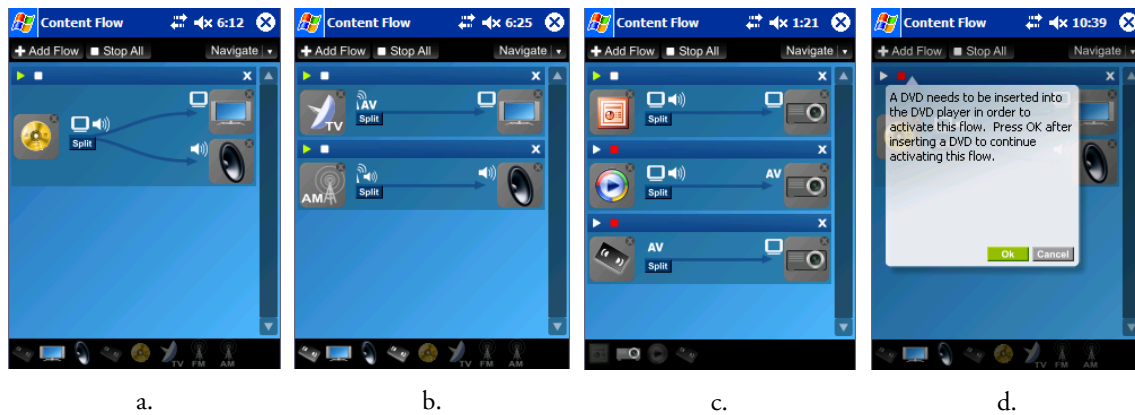 Content Flow 6:12
Add Flow Stop All Navigate
X
Split
TV FM AM
a.
Content Flow 6:25
Add Flow Stop All Navigate
X
AV
Split
TV
X
Split
AM
TV FM AM
b.
Content Flow 1:21
Add Flow Stop All Navigate
X
Split
X
AV
Split
X
AV
Split
c.
Content Flow 10:39
Add Flow Stop All Navigate
X
A DVD needs to be inserted into
the DVD player in order to
activate this flow. Press OK after
inserting a DVD to continue
activating this flow.
Ok Cancel
TV FM AM
d.